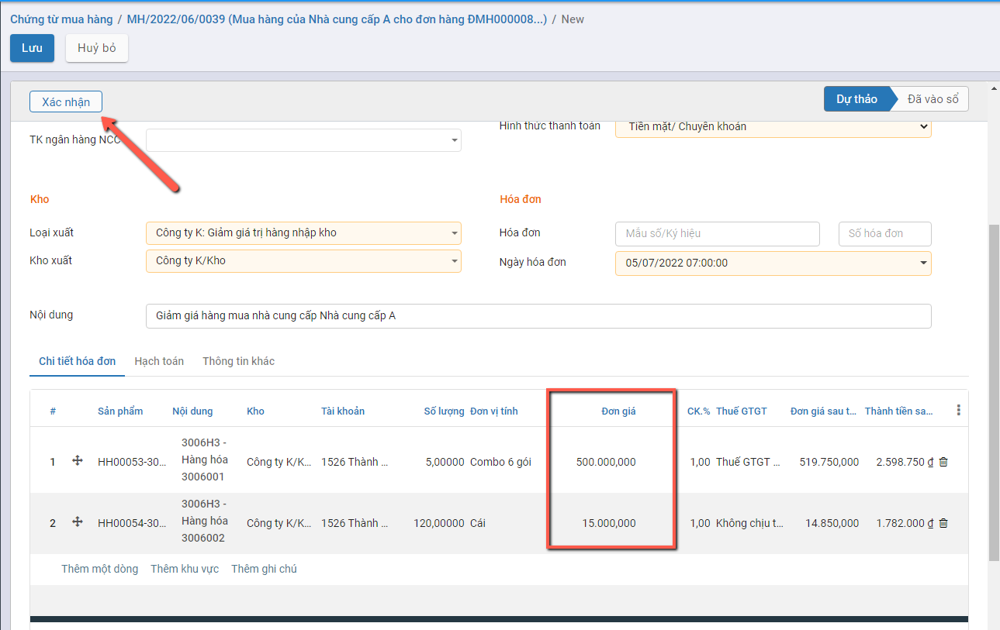 Chứng từ mua hàng / MH/2022/06/0039 (Mua hàng của Nhà cung cấp A cho đơn hàng ĐMH000008...) / New
Lưu Huỷ bỏ
Xác nhận Dự thảo Đã vào sổ
Hình thức thanh toán Tiền mặt/ Chuyên khoán
TK ngân hàng NCC
Kho Hóa đơn
Loại xuất Công ty K: Giảm giá trị hàng nhập kho Hóa đơn Mẫu số/Ký hiệu Số hóa đơn
Kho xuất Công ty K/Kho Ngày hóa đơn 05/07/2022 07:00:00
Nội dung Giảm giá hàng mua nhà cung cấp Nhà cung cấp A
Chi tiết hóa đơn Hạch toán Thông tin khác
# Sản phẩm Nội dung Kho Tài khoản Số lượng Đơn vị tính Đơn giá CK.% Thuế GTGT Đơn giá sau t... Thành tiền sa...
1 HH00053-30... 3006H3 - Hàng hóa 3006001 Công ty K/K... 1526 Thành ... 5,00000 Combo 6 gói 500.000,000 1,00 Thuế GTGT ... 519.750,000 2.598.750 ₫
2 HH00054-30... 3006H3 - Hàng hóa 3006002 Công ty K/K... 1526 Thành ... 120,00000 Cái 15.000,000 1,00 Không chịu t... 14.850,000 1.782.000 ₫
Thêm một dòng Thêm khu vực Thêm ghi chú